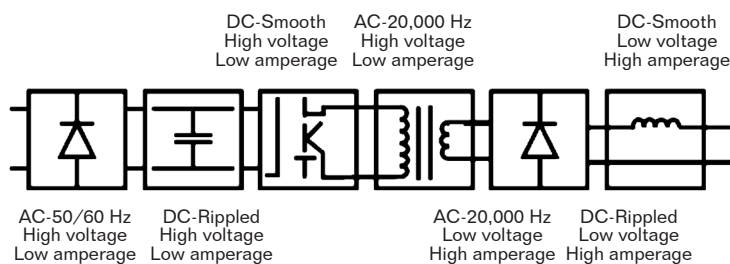 DC-Smooth
High voltage
Low amperage
AC-20,000 Hz
High voltage
Low amperage
DC-Smooth
Low voltage
High amperage
AC-50/60 Hz
High voltage
Low amperage
DC-Rippled
High voltage
Low amperage
AC-20,000 Hz
Low voltage
High amperage
DC-Rippled
Low voltage
High amperage